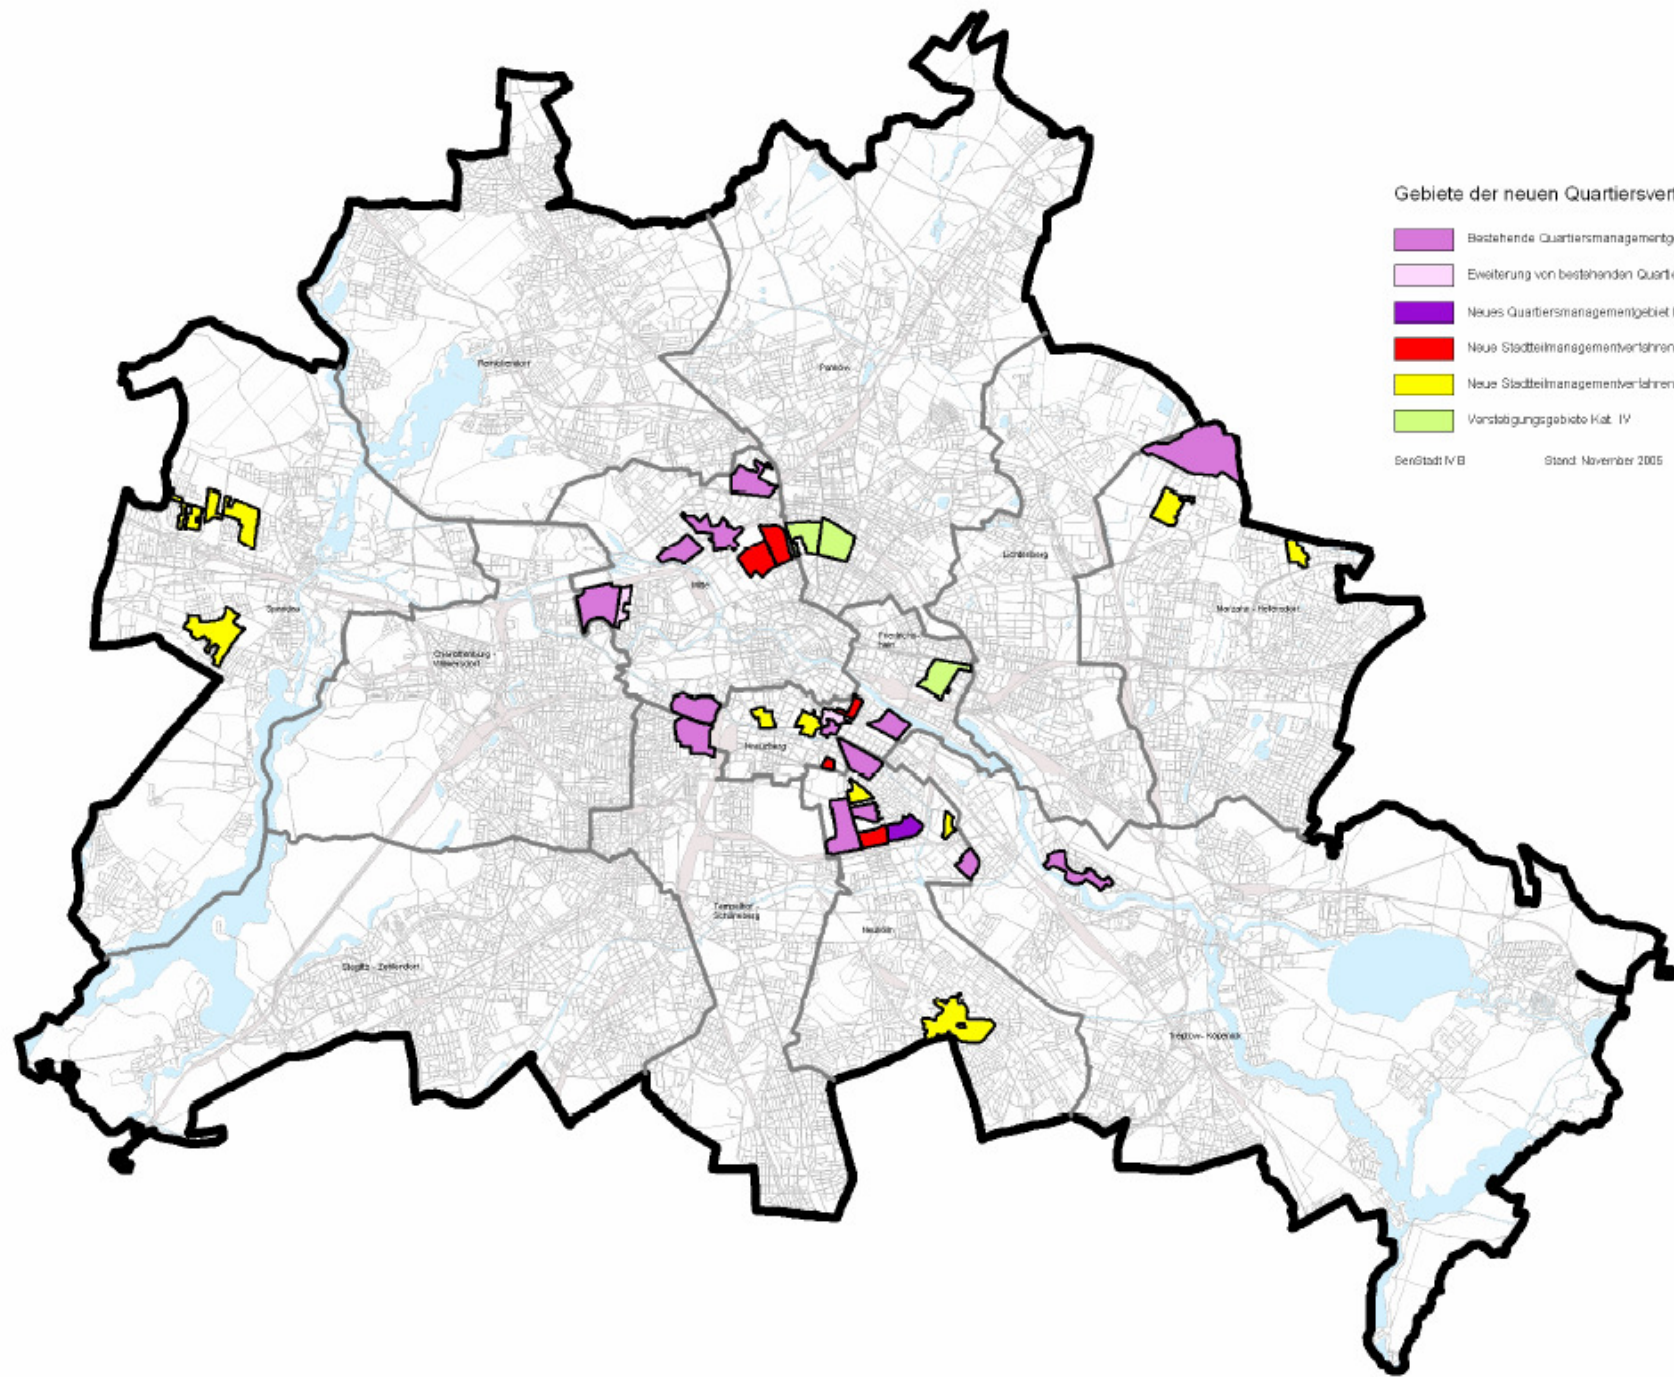 Gebiete der neuen Quartiersverf
Bestehende Quartiersmanagementg
Eweiterung von bestehenden Quarti
Neues Quartiersmanagementgebiet
Neue Stadtteilmanagementverfahren
Neue Stadtteilmanagementverfahren
Verstetigungsgebiete Kat. IV
SenStadt IV B
Stand: November 2005
Reinickendorf
Pankow
Lichtenberg
Mitte
Spandau
Marzahn - Hellersdorf
Friedrichs-
hain
Charlottenburg -
Wilmersdorf
Kreuzberg
Tempelhof -
Schöneberg
Neukölln
Steglitz - Zehlendorf
Treptow - Köpenick